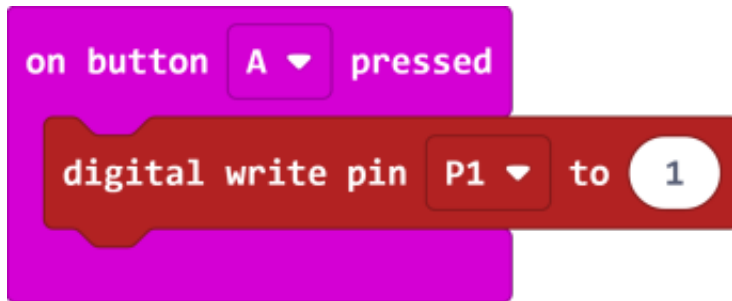 on button A pressed
digital write pin P1 to 1